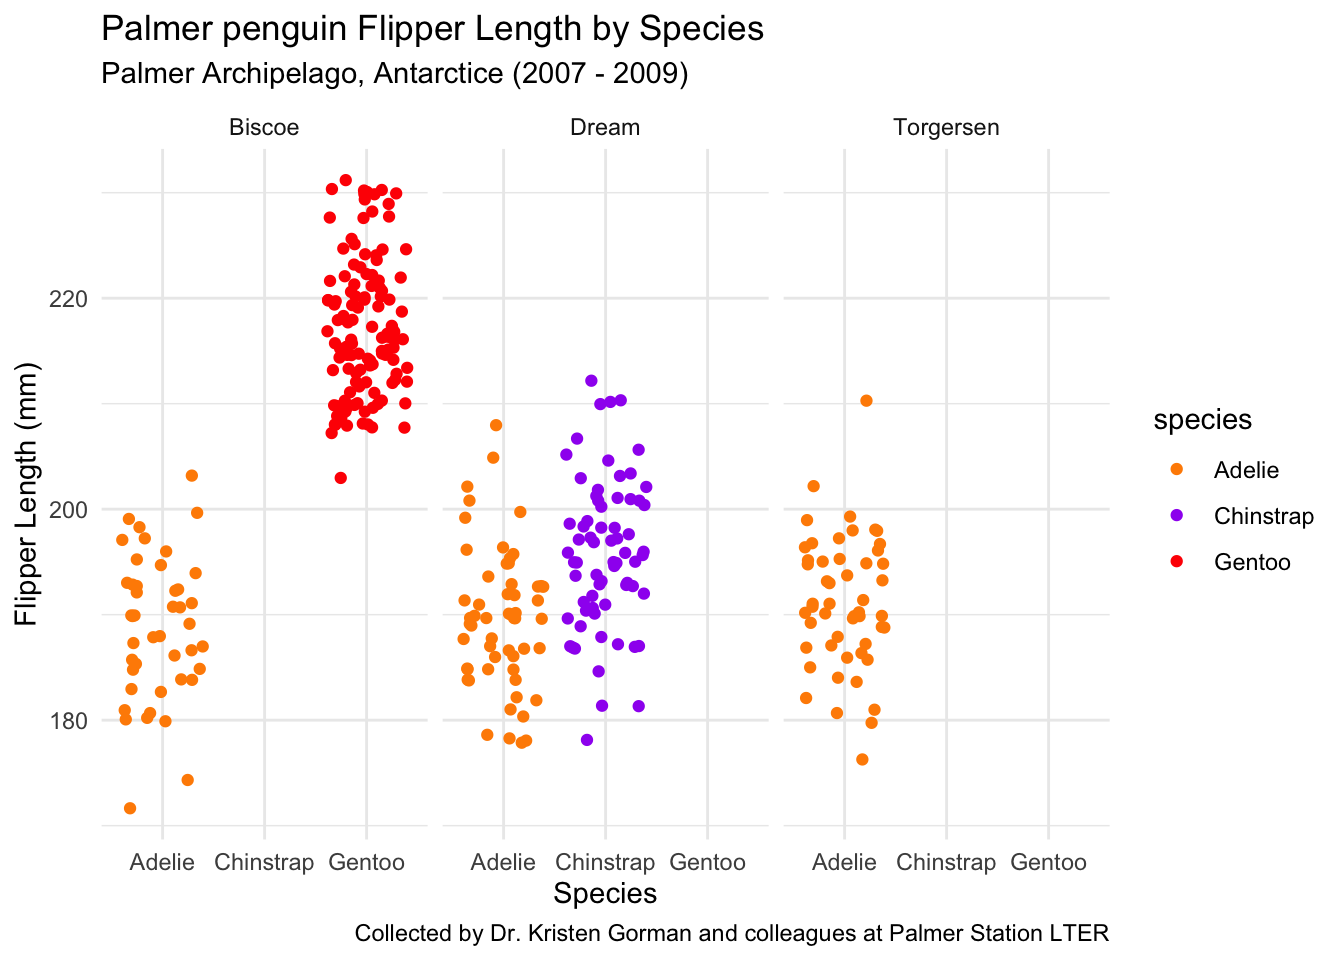 Palmer penguin Flipper Length by Species
Palmer Archipelago, Antarctice (2007 - 2009)
Biscoe Dream Torgersen
220
200
180
Flipper Length (mm)
Adelie Chinstrap Gentoo Adelie Chinstrap Gentoo Adelie Chinstrap Gentoo
Species
species
Adelie
Chinstrap
Gentoo
Collected by Dr. Kristen Gorman and colleagues at Palmer Station LTER